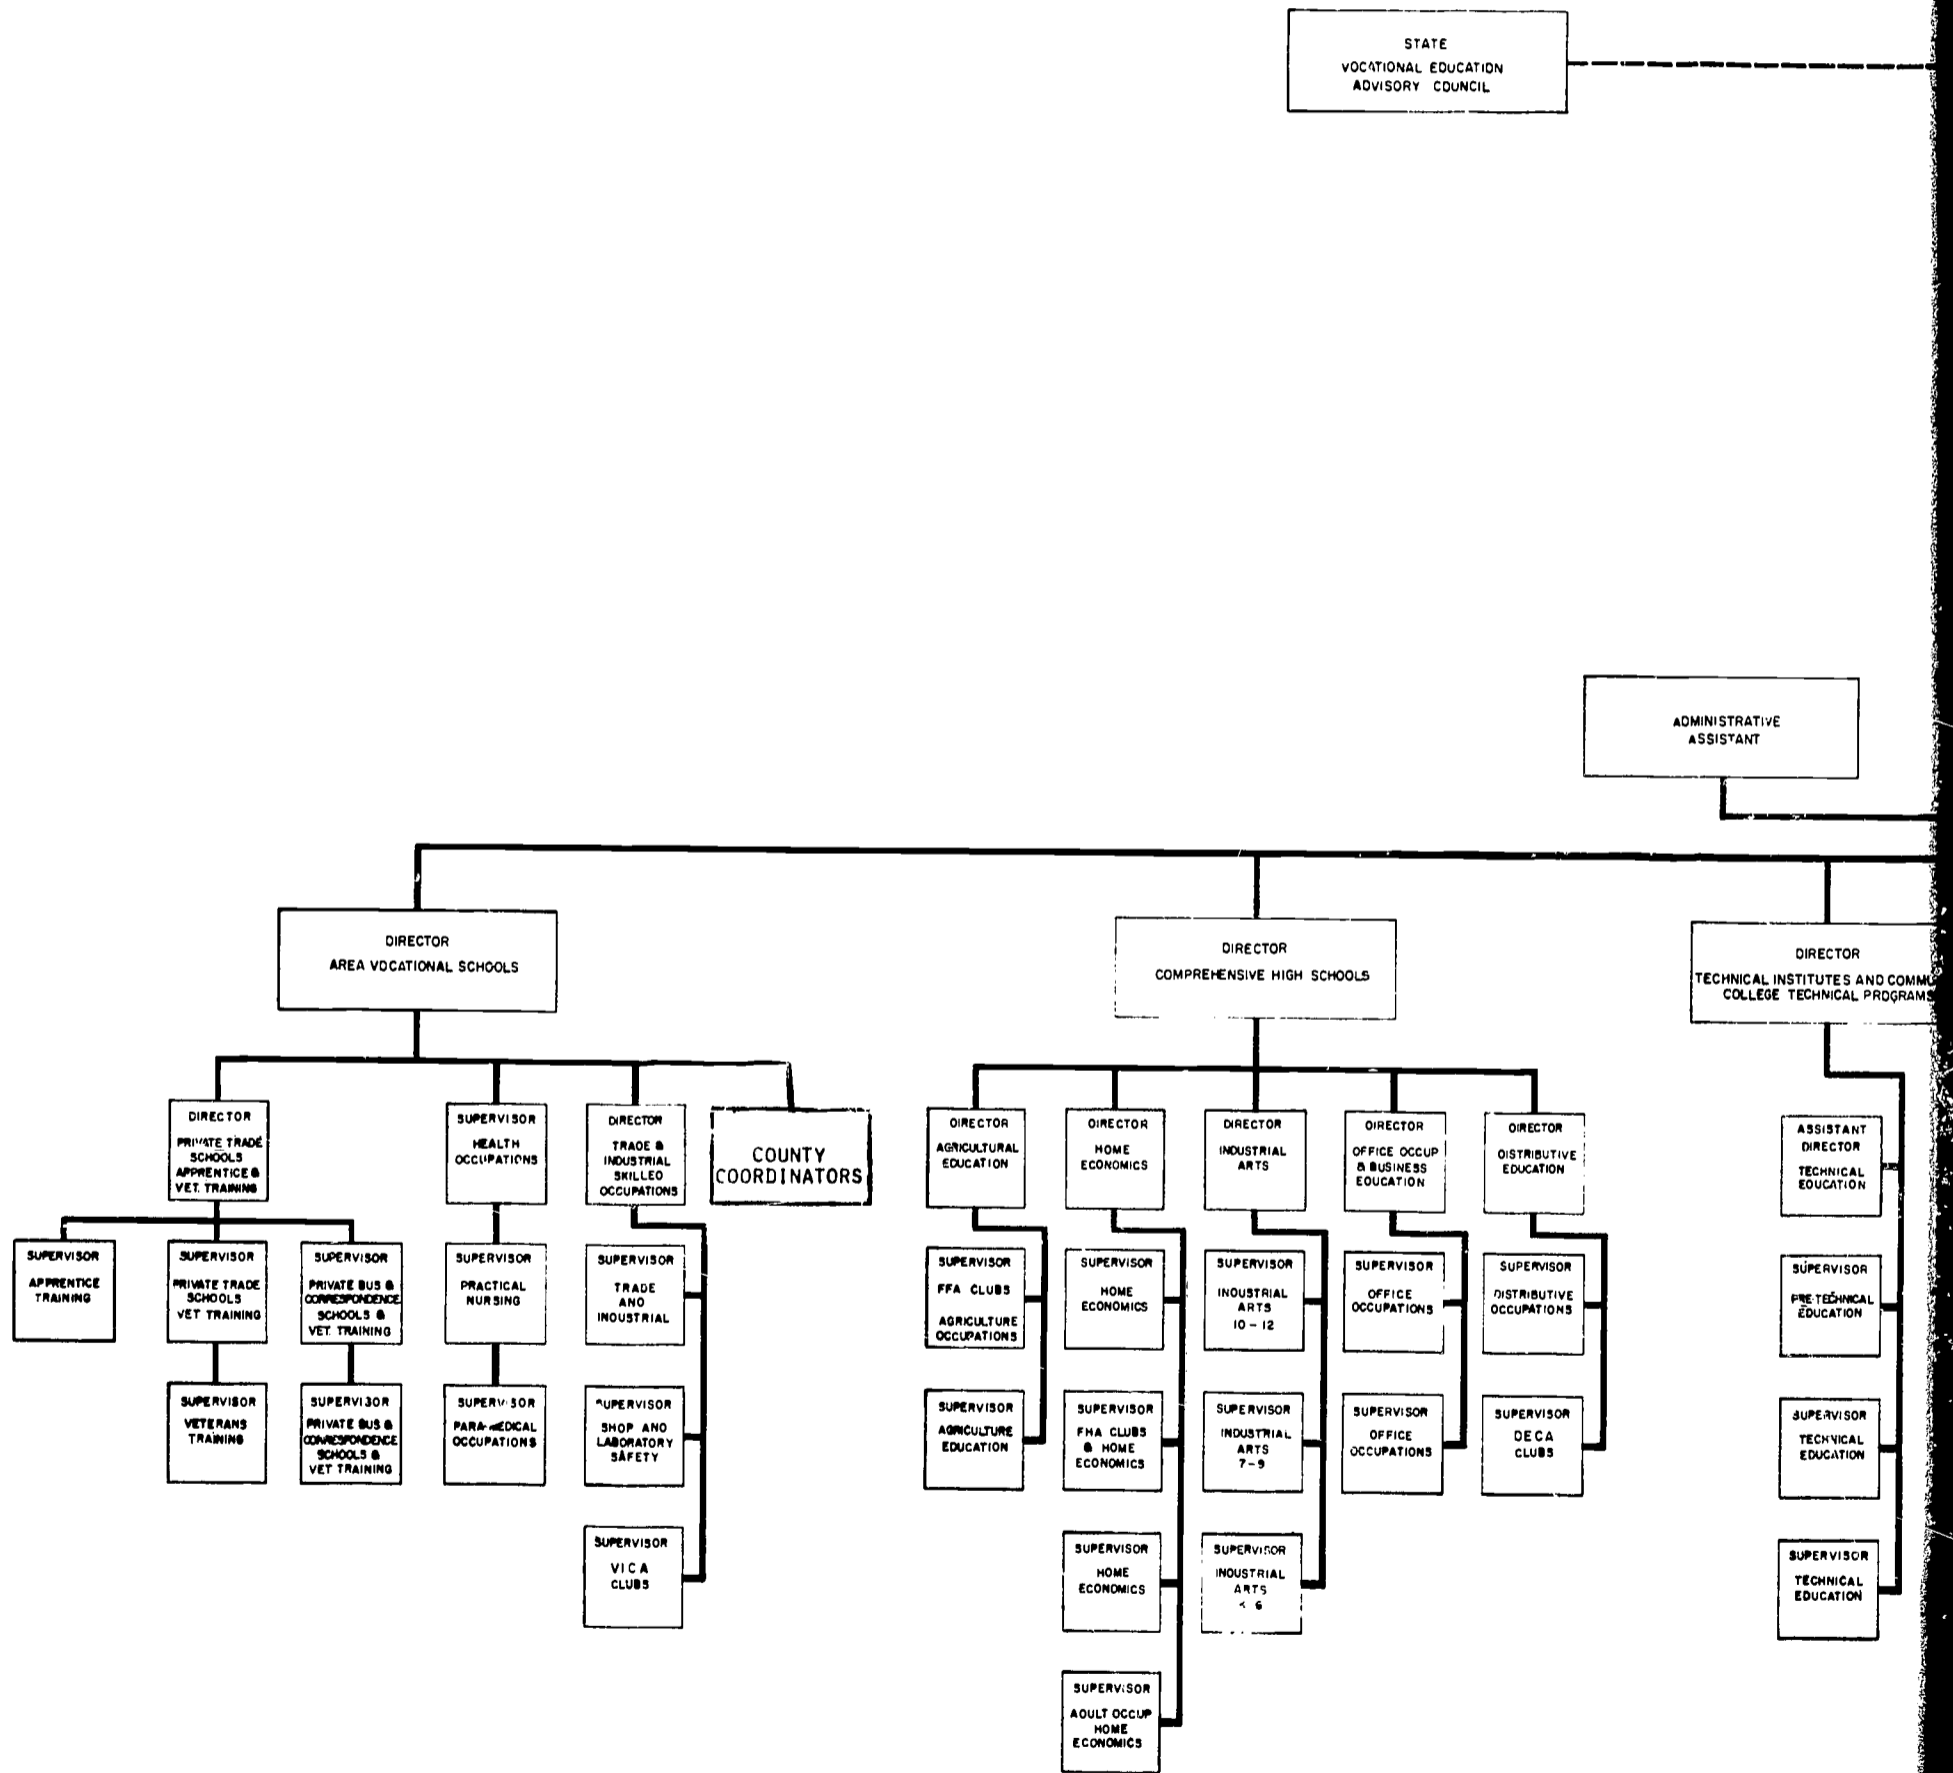 STATE
VOCATIONAL EDUCATION
ADVISORY COUNCIL
ADMINISTRATIVE
ASSISTANT
DIRECTOR
AREA VOCATIONAL SCHOOLS
DIRECTOR
COMPREHENSIVE HIGH SCHOOLS
DIRECTOR
TECHNICAL INSTITUTES AND COMMU
COLLEGE TECHNICAL PROGRAMS
DIRECTOR
PRIVATE TRADE
SCHOOLS
APPRENTICE &
VET. TRAINING
SUPERVISOR
HEALTH
OCCUPATIONS
DIRECTOR
TRADE &
INDUSTRIAL
SKILLED
OCCUPATIONS
COUNTY
COORDINATORS
DIRECTOR
AGRICULTURAL
EDUCATION
DIRECTOR
HOME
ECONOMICS
DIRECTOR
INDUSTRIAL
ARTS
DIRECTOR
OFFICE OCCUP
& BUSINESS
EDUCATION
DIRECTOR
DISTRIBUTIVE
EDUCATION
ASSISTANT
DIRECTOR
TECHNICAL
EDUCATION
SUPERVISOR
APPRENTICE
TRAINING
SUPERVISOR
PRIVATE TRADE
SCHOOLS
VET TRAINING
SUPERVISOR
PRIVATE BUS &
CORRESPONDENCE
SCHOOLS &
VET. TRAINING
SUPERVISOR
PRACTICAL
NURSING
SUPERVISOR
TRADE
AND
INDUSTRIAL
SUPERVISOR
FFA CLUBS
AGRICULTURE
OCCUPATIONS
SUPERVISOR
HOME
ECONOMICS
SUPERVISOR
INDUSTRIAL
ARTS
10 - 12
SUPERVISOR
OFFICE
OCCUPATIONS
SUPERVISOR
DISTRIBUTIVE
OCCUPATIONS
SUPERVISOR
PRE-TECHNICAL
EDUCATION
SUPERVISOR
VETERANS
TRAINING
SUPERVISOR
PRIVATE BUS &
CORRESPONDENCE
SCHOOLS &
VET TRAINING
SUPERVISOR
PARA-MEDICAL
OCCUPATIONS
SUPERVISOR
SHOP AND
LABORATORY
SAFETY
SUPERVISOR
AGRICULTURE
EDUCATION
SUPERVISOR
FHA CLUBS
& HOME
ECONOMICS
SUPERVISOR
INDUSTRIAL
ARTS
7-9
SUPERVISOR
OFFICE
OCCUPATIONS
SUPERVISOR
DECA
CLUBS
SUPERVISOR
TECHNICAL
EDUCATION
SUPERVISOR
VICA
CLUBS
SUPERVISOR
HOME
ECONOMICS
SUPERVISOR
INDUSTRIAL
ARTS
6
SUPERVISOR
TECHNICAL
EDUCATION
SUPERVISOR
ADULT OCCUP
HOME
ECONOMICS